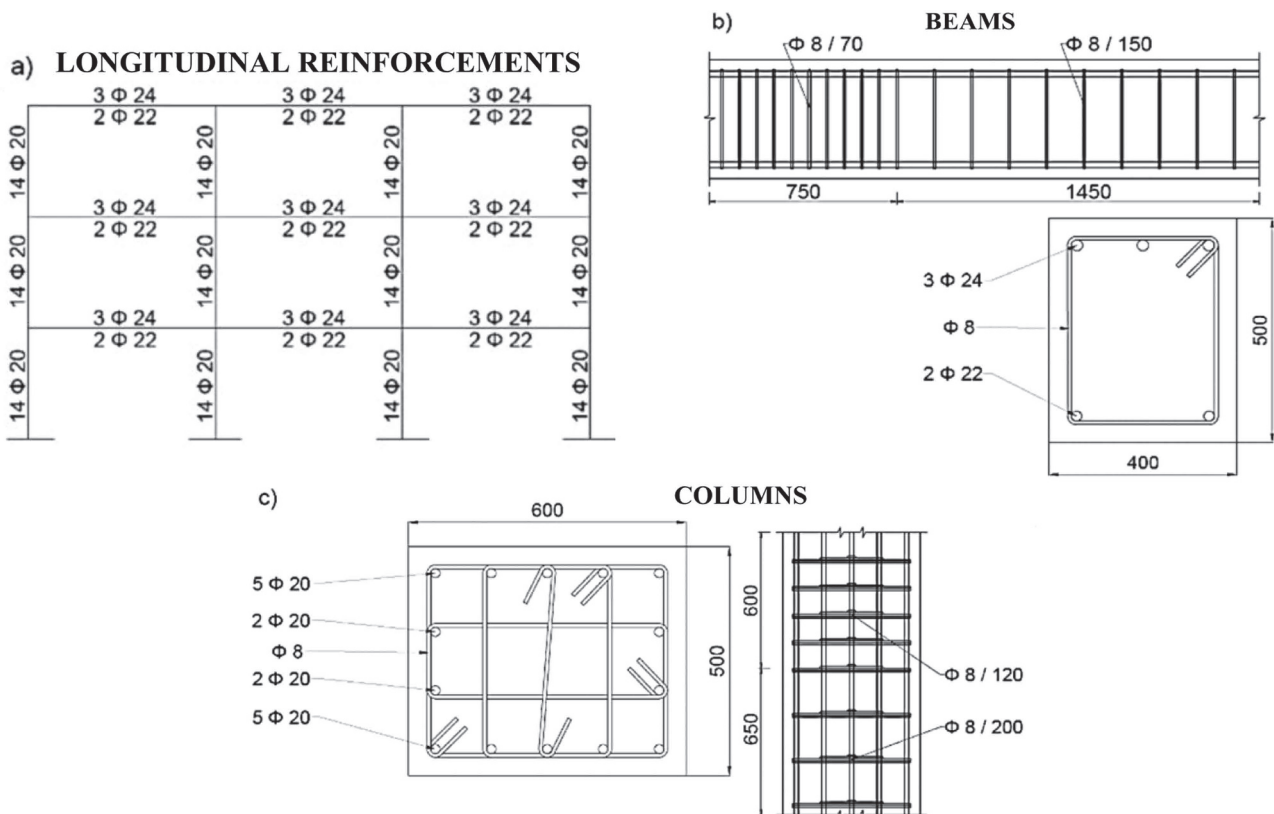 a) LONGITUDINAL REINFORCEMENTS
3 Φ 24 3 Φ 24 3 Φ 24
2 Φ 22 2 Φ 22 2 Φ 22
14 Φ 20 14 Φ 20 14 Φ 20 14 Φ 20
3 Φ 24 3 Φ 24 3 Φ 24
2 Φ 22 2 Φ 22 2 Φ 22
14 Φ 20 14 Φ 20 14 Φ 20 14 Φ 20
3 Φ 24 3 Φ 24 3 Φ 24
2 Φ 22 2 Φ 22 2 Φ 22
14 Φ 20 14 Φ 20 14 Φ 20 14 Φ 20
b) BEAMS
Φ 8 / 70 Φ 8 / 150
750 1450
3 Φ 24
Φ 8
2 Φ 22
500
400
c) COLUMNS
600
5 Φ 20
2 Φ 20
Φ 8
2 Φ 20
5 Φ 20
500
600
650
Φ 8 / 120
Φ 8 / 200